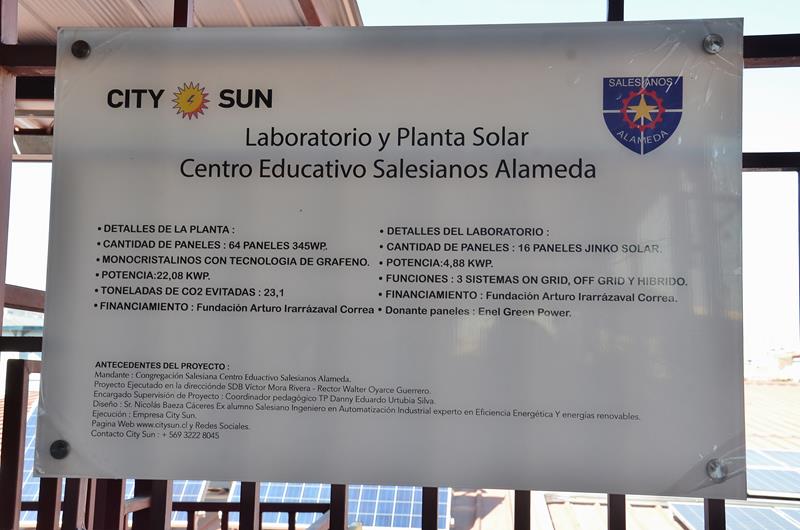 CITY SUN
SALESIANOS
ALAMEDA
Laboratorio y Planta Solar
Centro Educativo Salesianos Alameda
• DETALLES DE LA PLANTA :
• CANTIDAD DE PANELES : 64 PANELES 345WP.
• MONOCRISTALINOS CON TECNOLOGIA DE GRAFENO.
• POTENCIA:22,08 KWP.
• TONELADAS DE CO2 EVITADAS : 23,1
• FINANCIAMIENTO : Fundación Arturo Irarrázaval Correa
• DETALLES DEL LABORATORIO :
• CANTIDAD DE PANELES : 16 PANELES JINKO SOLAR.
• POTENCIA:4,88 KWP.
• FUNCIONES : 3 SISTEMAS ON GRID, OFF GRID Y HIBRIDO.
• FINANCIAMIENTO : Fundación Arturo Irarrázaval Correa.
• Donante paneles : Enel Green Power.
ANTECEDENTES DEL PROYECTO :
Mandante : Congregación Salesiana Centro Eduactivo Salesianos Alameda.
Proyecto Ejecutado en la direcciónde SDB Víctor Mora Rivera - Rector Walter Oyarce Guerrero.
Encargado Supervisión de Proyecto : Coordinador pedagógico TP Danny Eduardo Urtubia Silva.
Diseño : Sr. Nicolás Baeza Cáceres Ex alumno Salesiano Ingeniero en Automatización Industrial experto en Eficiencia Energética Y energías renovables.
Ejecución : Empresa City Sun.
Pagina Web www.citysun.cl y Redes Sociales.
Contacto City Sun : + 569 3222 8045